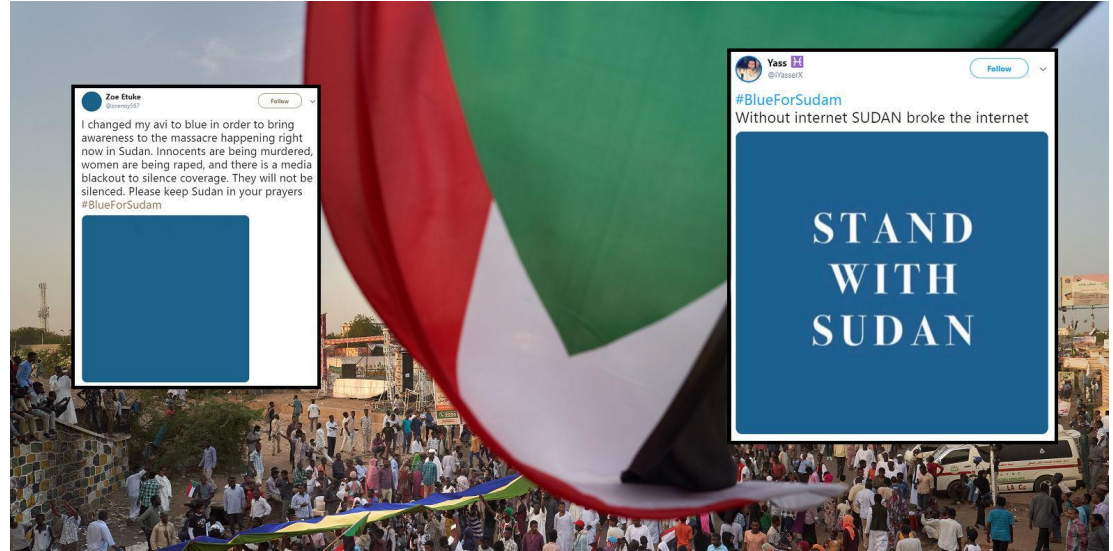 Zoe Etuke
@zoeney567
Follow
I changed my avi to blue in order to bring
awareness to the massacre happening right
now in Sudan. Innocents are being murdered,
women are being raped, and there is a media
blackout to silence coverage. They will not be
silenced. Please keep Sudan in your prayers
#BlueForSudam
Yass ♓
@iYasserX
Follow
#BlueForSudam
Without internet SUDAN broke the internet
STAND
WITH
SUDAN